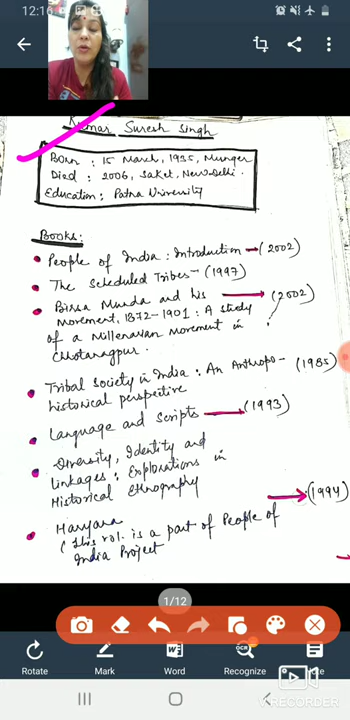 12:16
Kumar Suresh Singh
Born : 15 March, 1935, Munger
Died : 2006, Saket, New Delhi.
Education : Patna University
Books :
People of India : Introduction → (2002)
The Scheduled Tribes - (1997)
Birsa Munda and his → (2002)
Movement, 1872-1901 : A study
of a Millenarian Movement in
Chhotanagpur.
Tribal Society in India : An Anthropo - (1985)
historical perspective
Language and Scripts → (1993)
Diversity, Identity and
Linkages : Explorations in
Historical Ethnography
Haryana → (1994)
( this vol. is a part of People of
India Project
1/12
Rotate
Mark
Word
OCR
Recognize
RECORDER